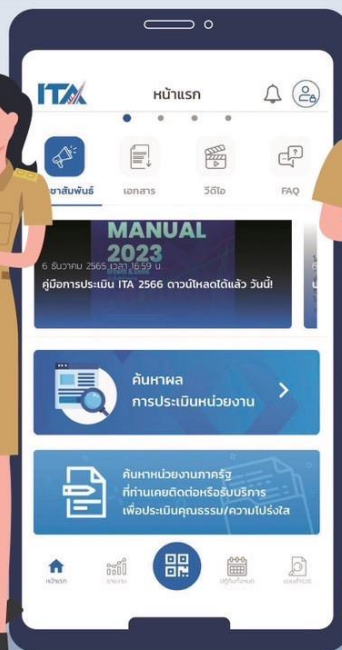 ITA
หน้าแรก
ชาสัมพันธ์
เอกสาร
วีดีโอ
FAQ
MANUAL
2023
6 ธันวาคม 2565 เวลา 16.59 น.
คู่มือการประเมิน ITA 2566 ดาวน์โหลดได้แล้ว วันนี้!
ค้นหาผล
การประเมินหน่วยงาน
ค้นหาหน่วยงานภาครัฐ
ที่ท่านเคยติดต่อหรือรับบริการ
เพื่อประเมินคุณธรรม/ความโปร่งใส
หน้าแรก